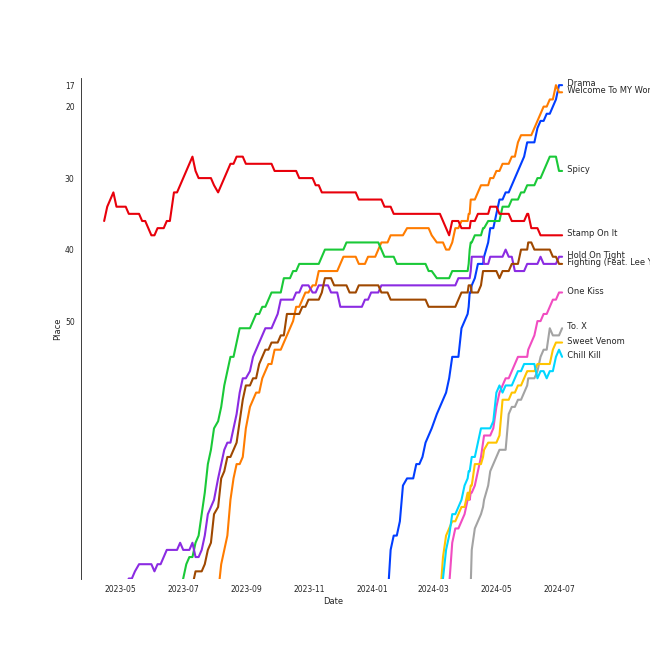 Drama
17
Welcome To MY Wor
20
Spicy
30
Stamp On It
40
Hold On Tight
Fighting (Feat. Lee Y
One Kiss
50
To. X
Place
Sweet Venom
Chill Kill
2023-05 2023-07 2023-09 2023-11 2024-01 2024-03 2024-05 2024-07
Date